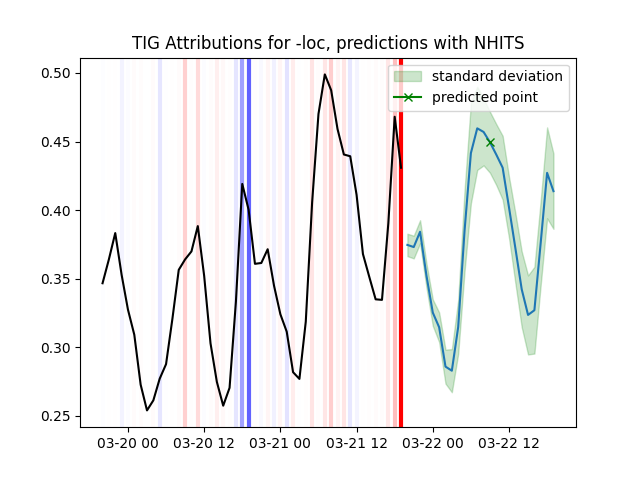 TIG Attributions for -loc, predictions with NHITS
standard deviation
predicted point
0.50
0.45
0.40
0.35
0.30
0.25
03-20 00 03-20 12 03-21 00 03-21 12 03-22 00 03-22 12